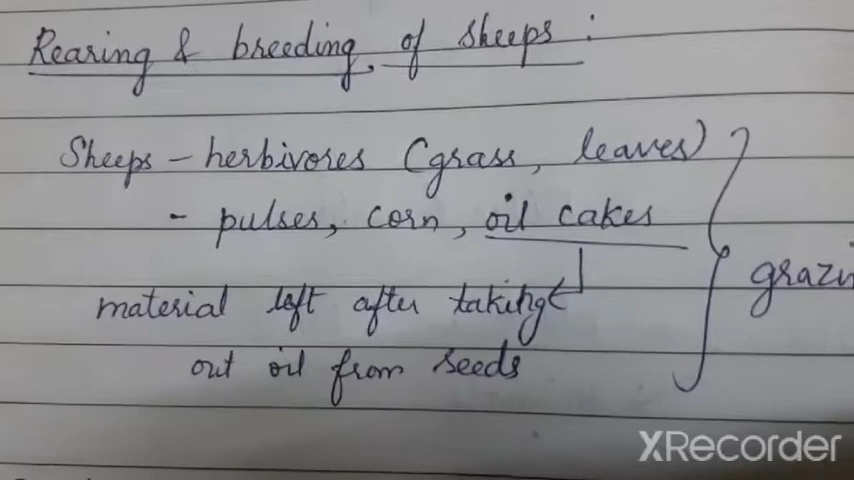 Rearing & breeding, of sheeps :
Sheeps - herbivores (grass, leaves)
- pulses, corn, oil cakes
grazi
material left after taking
out oil from seeds
XRecorder